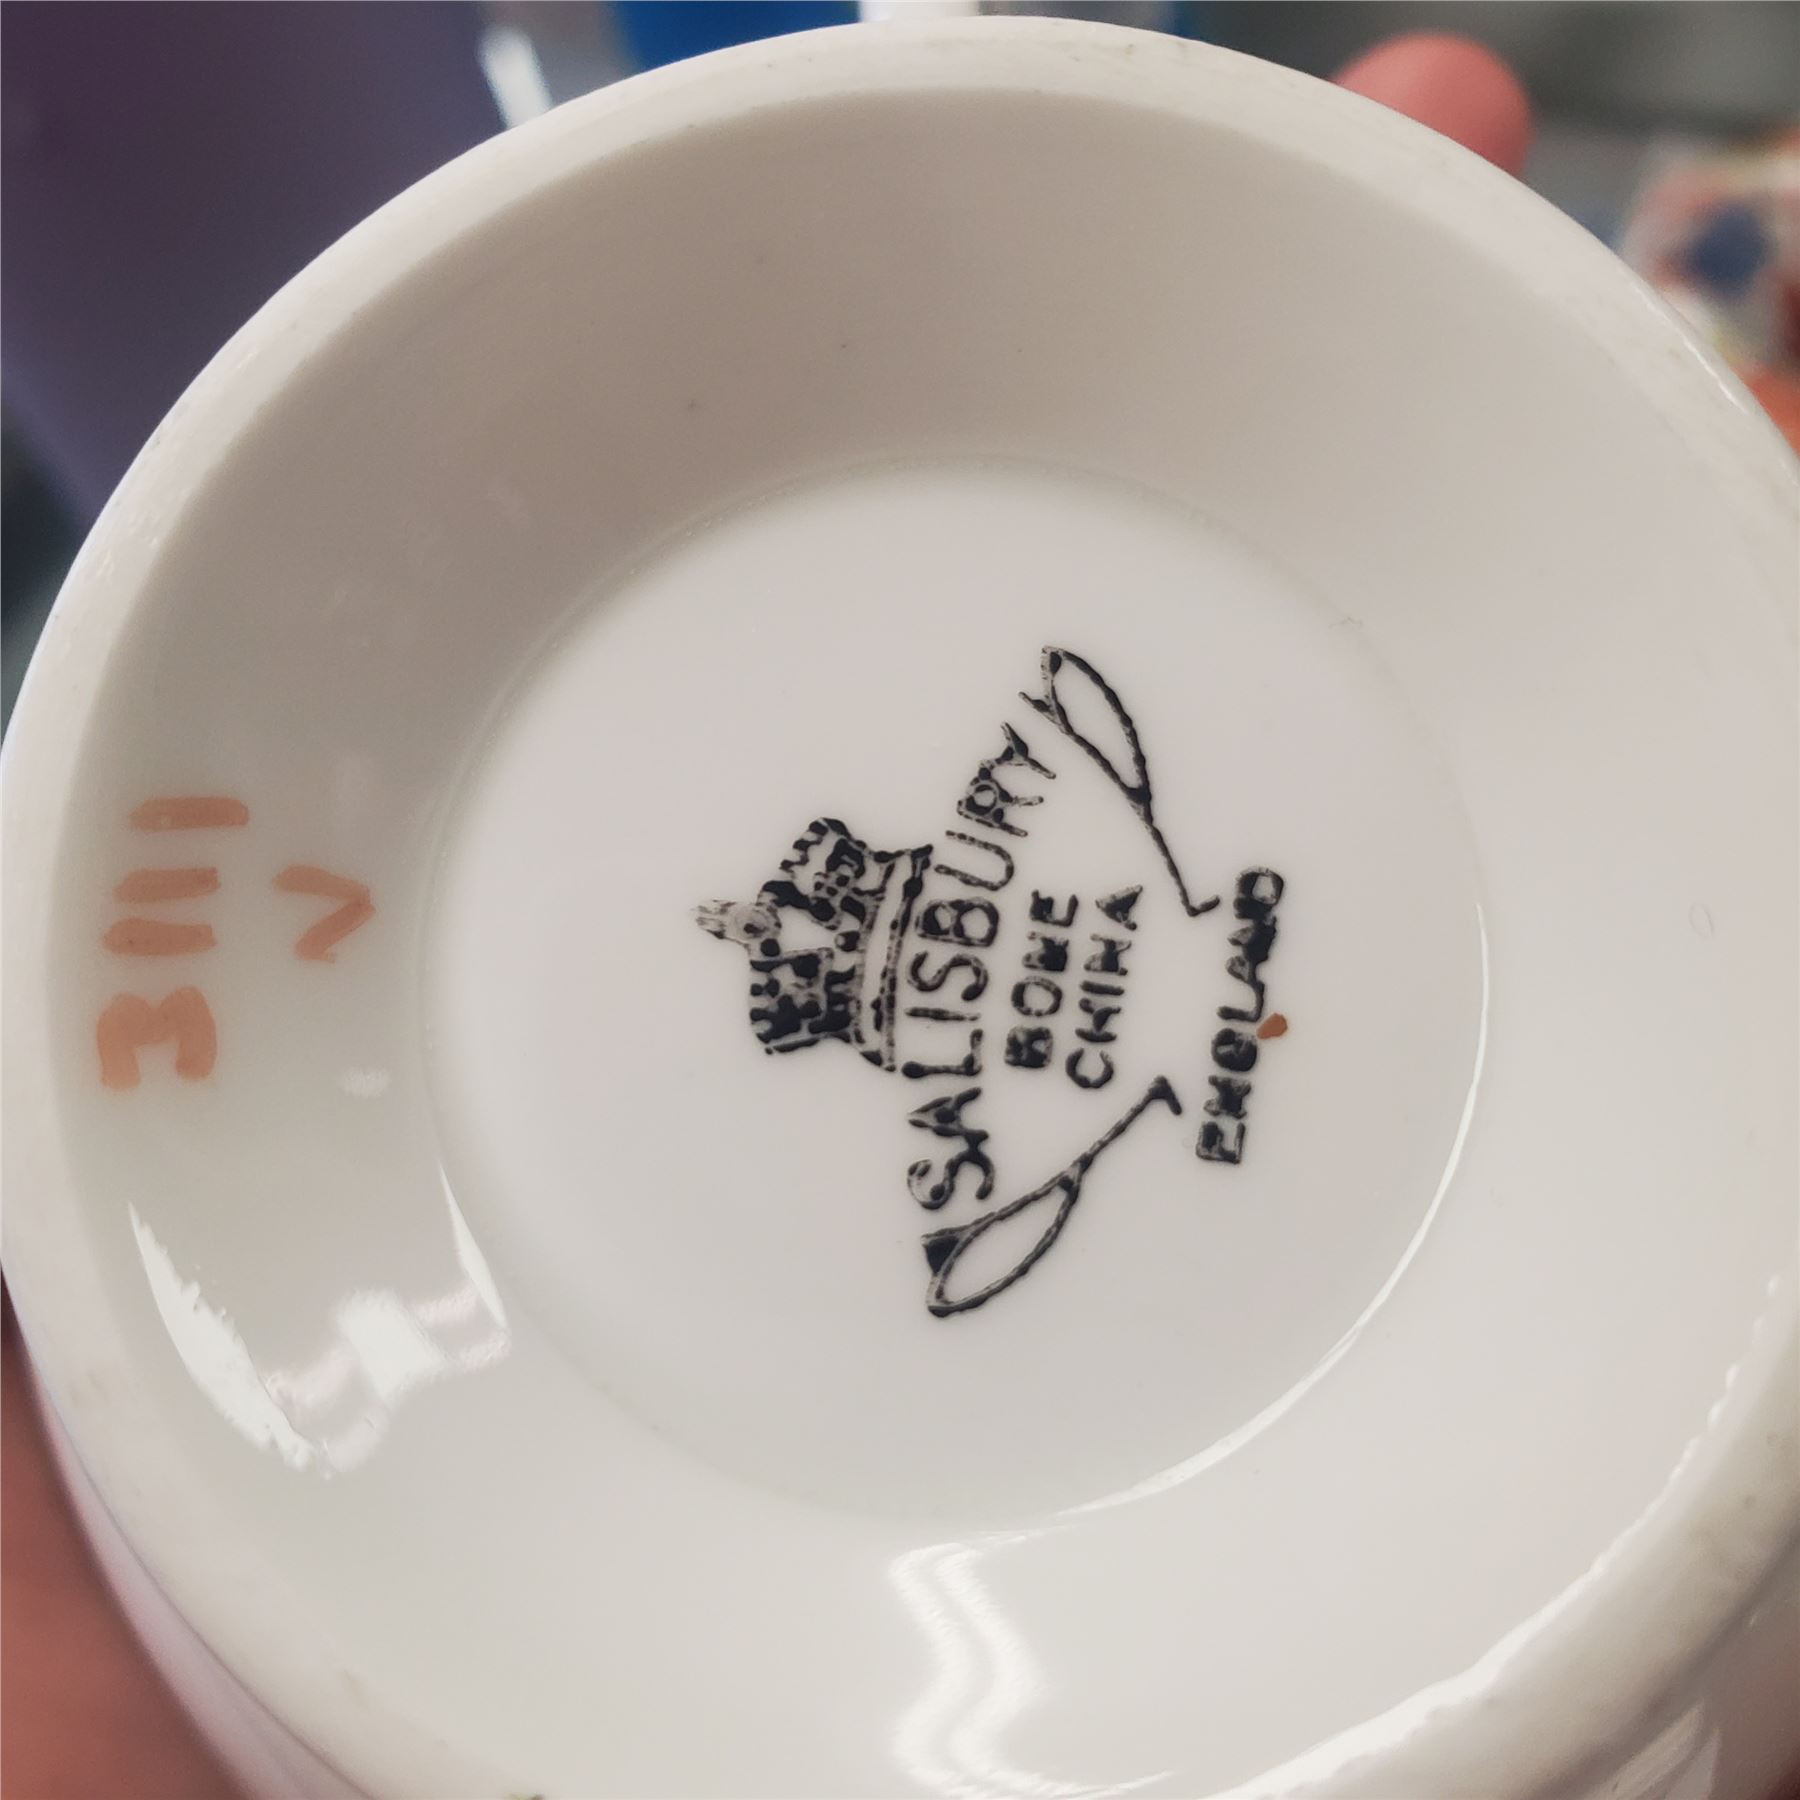 SALISBURY
BONE
CHINA
ENGLAND
3111
V